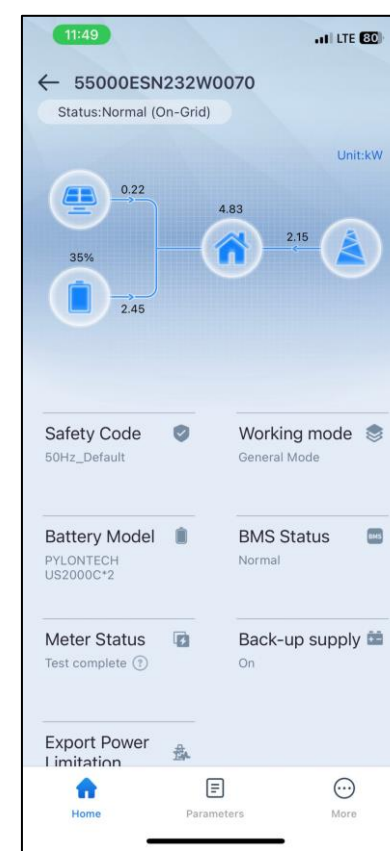 11:49
LTE 80
55000ESN232W0070
Status:Normal (On-Grid)
Unit:kW
0.22
4.83
2.15
35%
2.45
Safety Code
50Hz_Default
Working mode
General Mode
Battery Model
PYLONTECH
US2000C*2
BMS Status
BMS
Normal
Meter Status
Test complete
Back-up supply
On
Export Power
Limitation
Home
Parameters
More